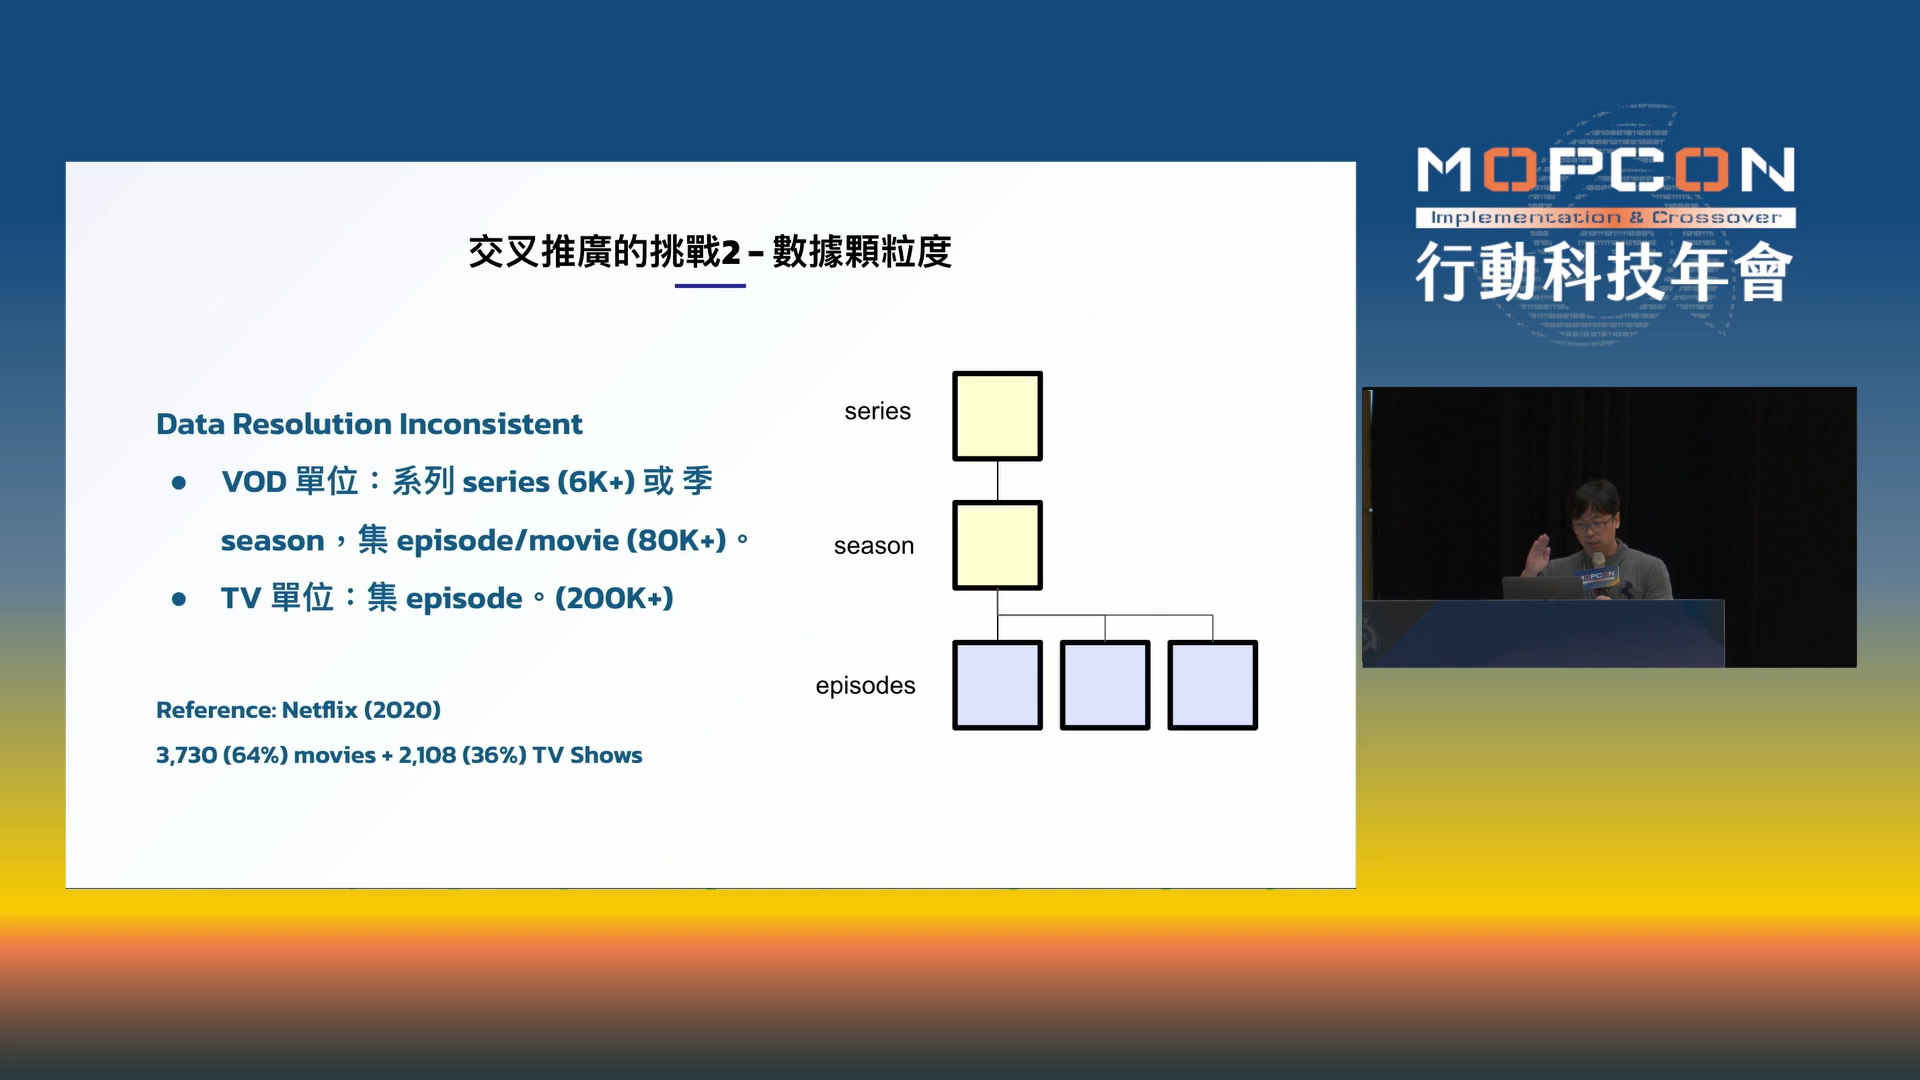 交叉推廣的挑戰2 – 數據顆粒度
Data Resolution Inconsistent
● VOD 單位：系列 series (6K+) 或 季
season，集 episode/movie (80K+)。
● TV 單位：集 episode。(200K+)
Reference: Netflix (2020)
3,730 (64%) movies + 2,108 (36%) TV Shows
series
season
episodes
MOPCON
Implementation & Crossover
行動科技年會
MOPCON